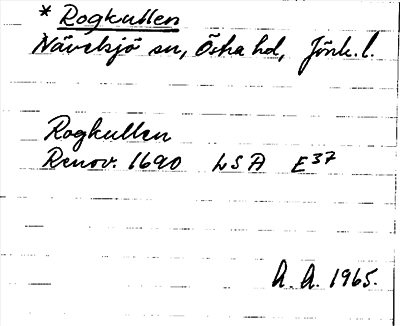 * Rogkullen
Nävelsjö sn, Östra hd, Jönk. l.
Rogkullen
Renov. 1690 LSA E37
A. A. 1965.